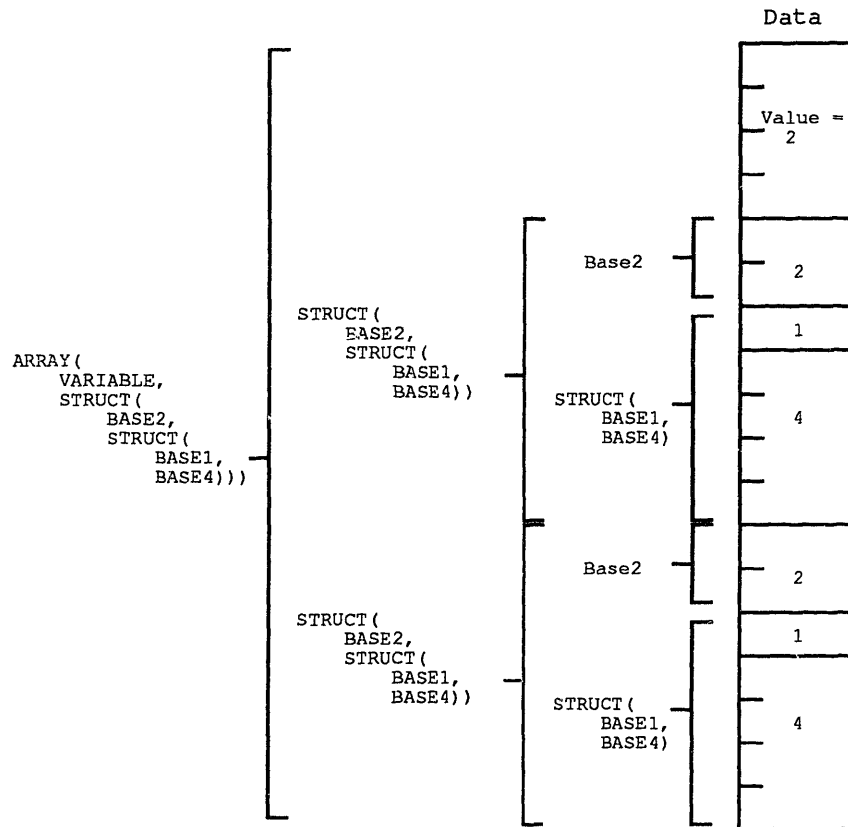 Data
Value =
2
Base2
2
STRUCT(
BASE2,
STRUCT(
BASE1,
BASE4))
1
ARRAY(
VARIABLE,
STRUCT(
BASE2,
STRUCT(
BASE1,
BASE4)))
STRUCT(
BASE1,
BASE4)
4
Base2
2
STRUCT(
BASE2,
STRUCT(
BASE1,
BASE4))
1
STRUCT(
BASE1,
BASE4)
4